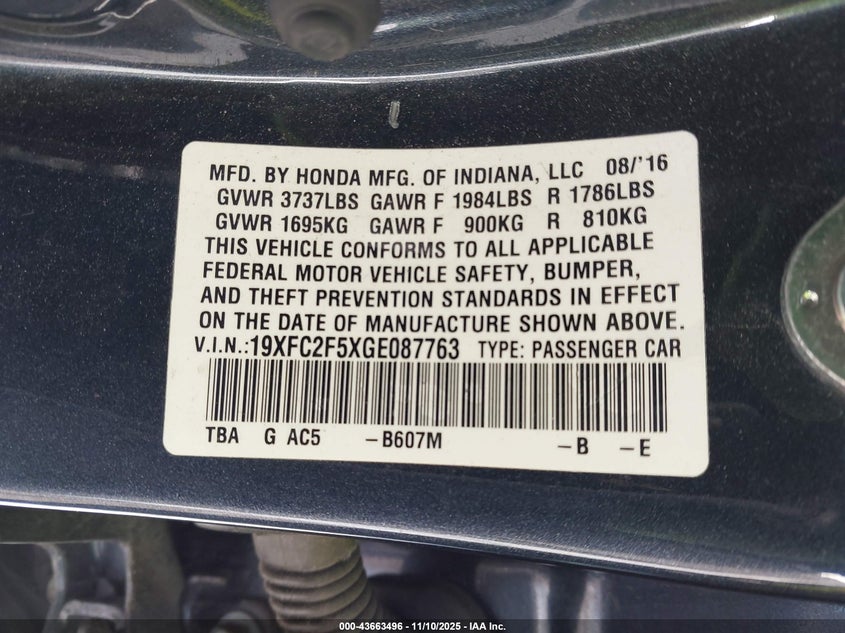 MFD. BY HONDA MFG. OF INDIANA, LLC 08/'16
GVWR 3737LBS GAWR F 1984LBS R 1786LBS
GVWR 1695KG GAWR F 900KG R 810KG
THIS VEHICLE CONFORMS TO ALL APPLICABLE
FEDERAL MOTOR VEHICLE SAFETY, BUMPER,
AND THEFT PREVENTION STANDARDS IN EFFECT
ON THE DATE OF MANUFACTURE SHOWN ABOVE.
V.I.N.:19XFC2F5XGE087763 TYPE: PASSENGER CAR
TBA G AC5 -B607M -B -E
000-43663496 - 11/10/2025 - IAA Inc.